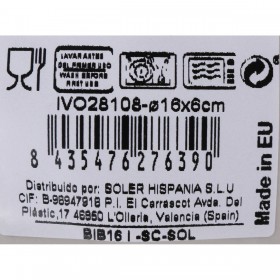 LAVAR ANTES
DEL PRIMER USO
WASH BEFORE
FIRST USE
IVO28108-ø16x6cm
8 435476 276390
Made in EU
Distribuido por: SOLER HISPANIA S.L.U
CIF: B-98947918 P.I. El Carrascot Avda. Del
Plástic,17 46850 L'Olleria, Valencia (Spain)
BIB16 I -SC-SOL